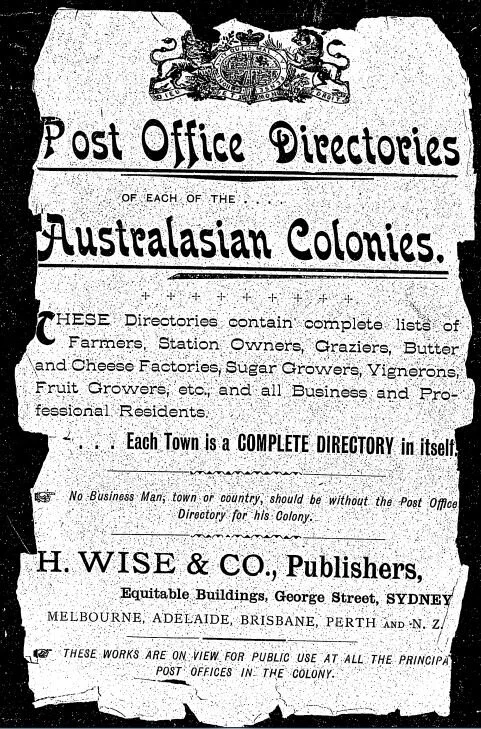 Post Office Directories
OF EACH OF THE . . . .
Australasian Colonies.
+ + + + + + + + +
THESE Directories contain complete lists of
Farmers, Station Owners, Graziers, Butter
and Cheese Factories, Sugar Growers, Vignerons,
Fruit Growers, etc., and all Business and Pro-
fessional Residents.
. . . Each Town is a COMPLETE DIRECTORY in itself.
No Business Man, town or country, should be without the Post Office
Directory for his Colony.
H. WISE & CO., Publishers,
Equitable Buildings, George Street, SYDNEY
MELBOURNE, ADELAIDE, BRISBANE, PERTH AND N. Z.
THESE WORKS ARE ON VIEW FOR PUBLIC USE AT ALL THE PRINCIPA
POST OFFICES IN THE COLONY.